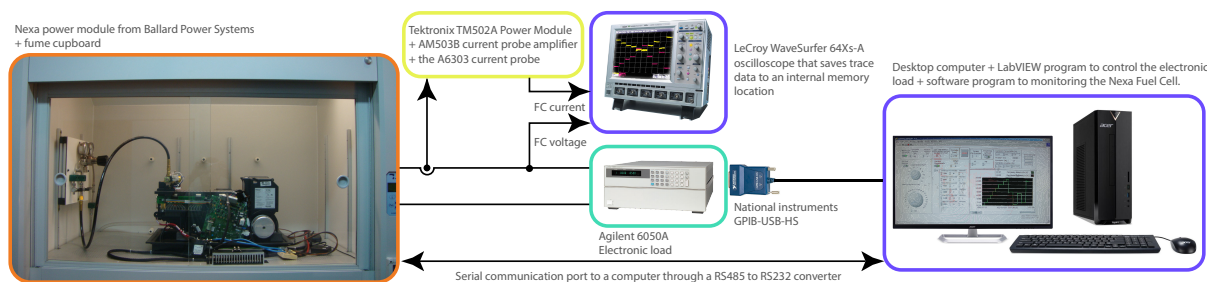 Nexa power module from Ballard Power Systems
+ fume cupboard
Tektronix TM502A Power Module
+ AM503B current probe amplifier
+ the A6303 current probe
LeCroy WaveSurfer 64Xs-A
oscilloscope that saves trace
data to an internal memory
location
Desktop computer + LabVIEW program to control the electronic
load + software program to monitoring the Nexa Fuel Cell.
FC current
FC voltage
acer
National instruments
GPIB-USB-HS
Agilent 6050A
Electronic load
Serial communication port to a computer through a RS485 to RS232 converter